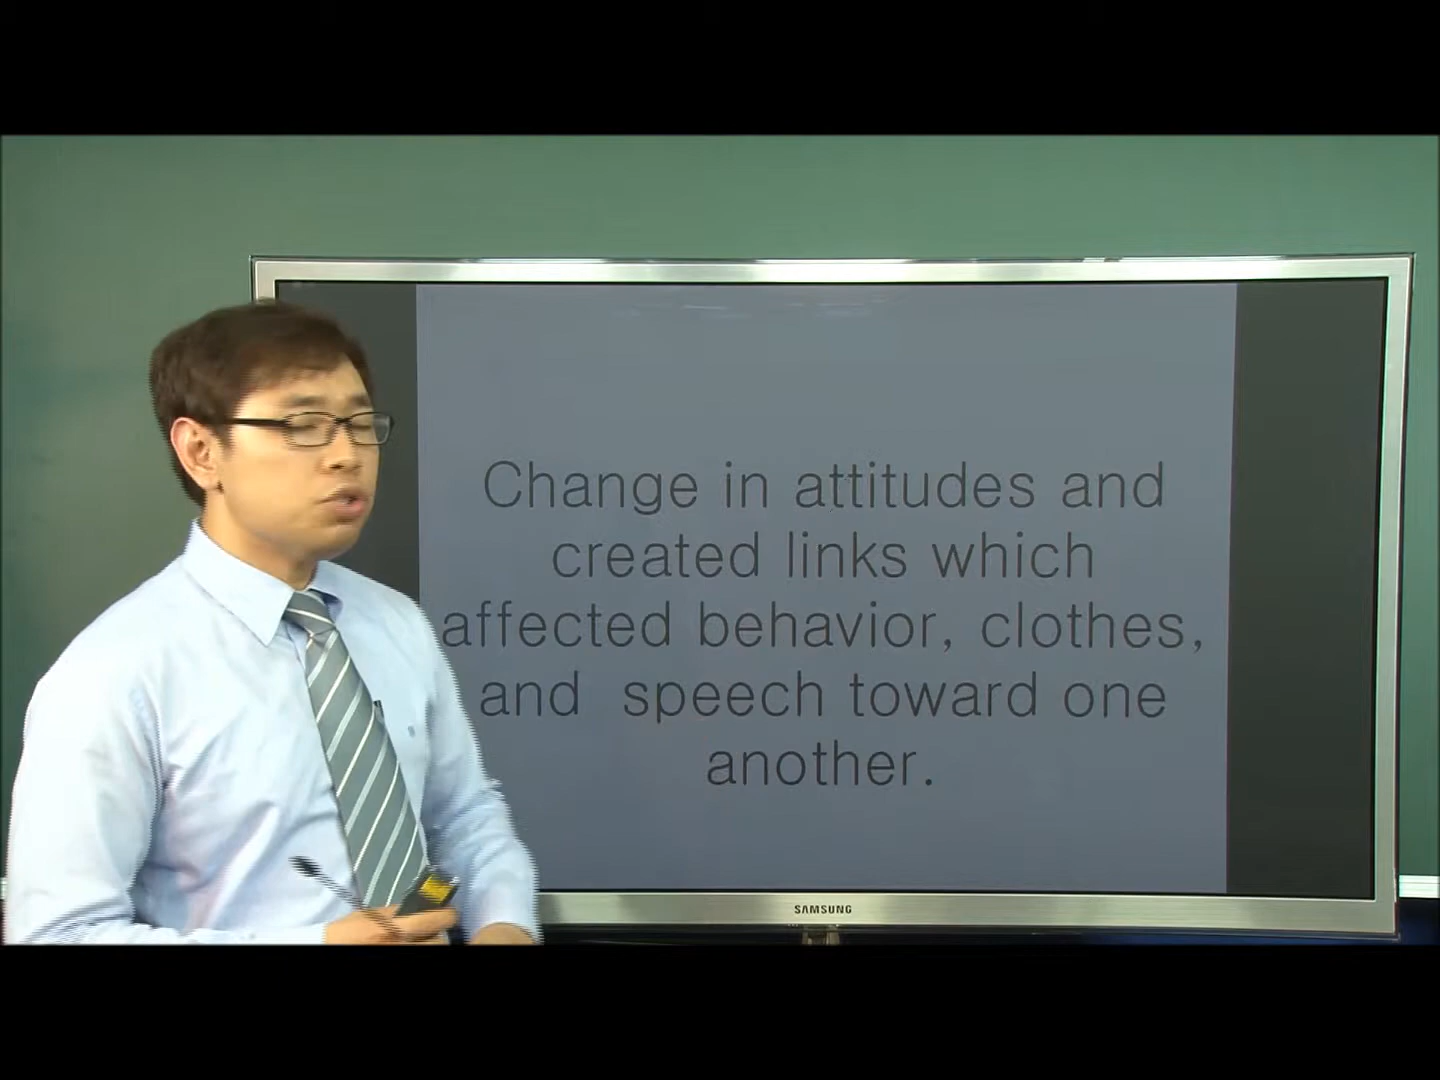 Change in attitudes and
created links which
affected behavior, clothes,
and  speech toward one
another.
SAMSUNG